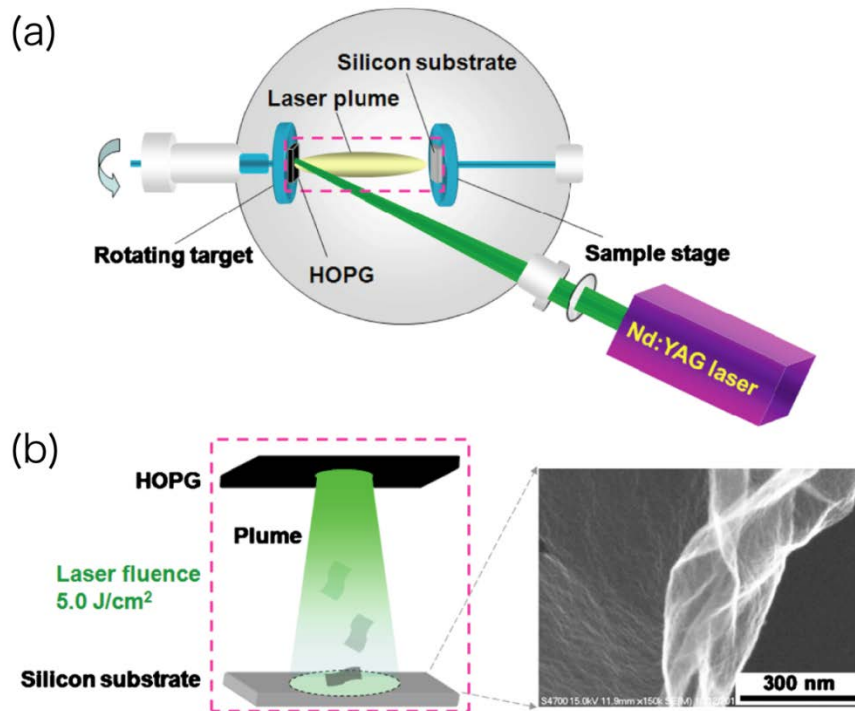 (a)
Silicon substrate
Laser plume
Rotating target
HOPG
Sample stage
Nd:YAG laser
(b)
HOPG
Plume
Laser fluence
5.0 J/cm²
Silicon substrate
300 nm
S4700 15.0kV 11.9mm ×150k